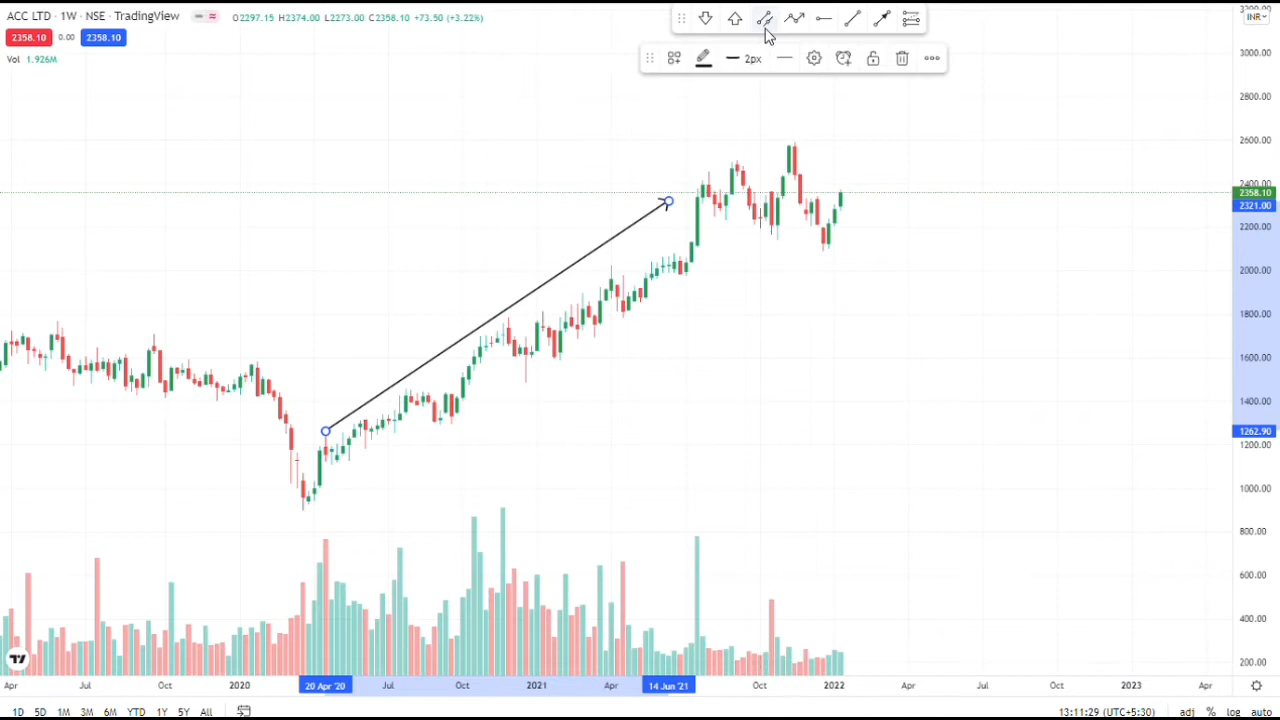 ACC LTD · 1W · NSE · TradingView
O2297.15 H2374.00 L2273.00 C2358.10 +73.50 (+3.22%)
INR
2358.10 0.00 2358.10
2px
Vol 1.926M
3200.00
3000.00
2800.00
2600.00
2400.00
2358.10
2321.00
2200.00
2000.00
1800.00
1600.00
1400.00
1262.90
1200.00
1000.00
800.00
600.00
400.00
200.00
Apr Jul Oct 2020 20 Apr '20 Jul Oct 2021 Apr 14 Jun '21 Oct 2022 Apr Jul Oct 2023 Apr
1D 5D 1M 3M 6M YTD 1Y 5Y All
13:11:29 (UTC+5:30) adj % log auto